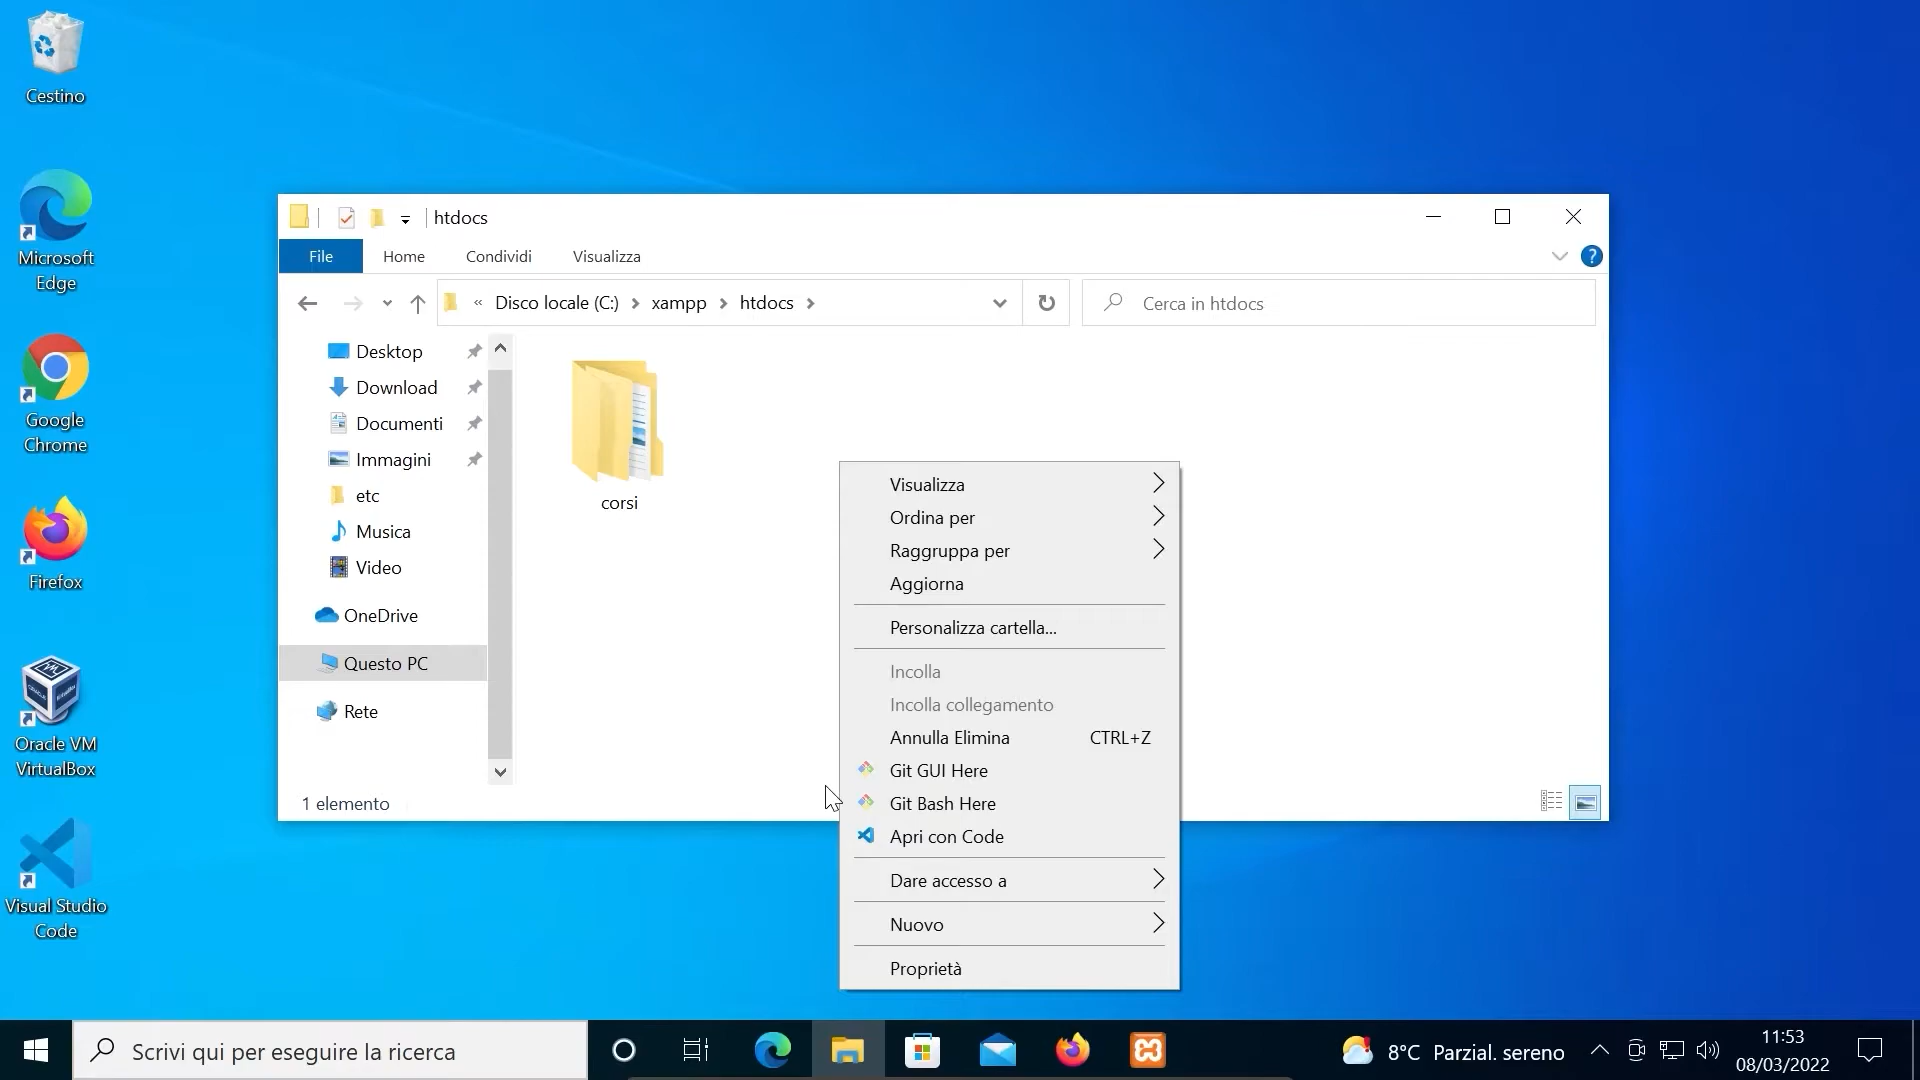 Cestino
Microsoft
Edge
Google
Chrome
Firefox
Oracle VM
VirtualBox
Visual Studio
Code
htdocs
File
Home
Condividi
Visualizza
?
« Disco locale (C:) > xampp > htdocs >
Cerca in htdocs
Desktop
Download
Documenti
Immagini
etc
Musica
Video
OneDrive
Questo PC
Rete
corsi
1 elemento
Visualizza
Ordina per
Raggruppa per
Aggiorna
Personalizza cartella...
Incolla
Incolla collegamento
Annulla Elimina CTRL+Z
Git GUI Here
Git Bash Here
Apri con Code
Dare accesso a
Nuovo
Proprietà
Scrivi qui per eseguire la ricerca
8°C Parzial. sereno
11:53
08/03/2022